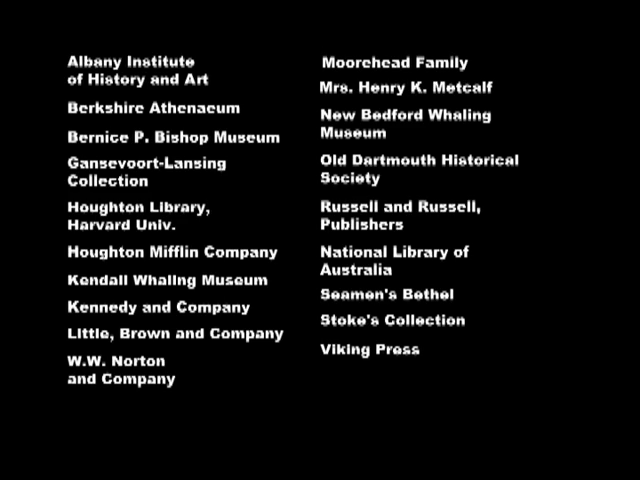 Albany Institute
of History and Art
Berkshire Athenaeum
Bernice P. Bishop Museum
Gansevoort-Lansing
Collection
Houghton Library,
Harvard Univ.
Houghton Mifflin Company
Kendall Whaling Museum
Kennedy and Company
Little, Brown and Company
W.W. Norton
and Company
Moorehead Family
Mrs. Henry K. Metcalf
New Bedford Whaling
Museum
Old Dartmouth Historical
Society
Russell and Russell,
Publishers
National Library of
Australia
Seamen's Bethel
Stoke's Collection
Viking Press